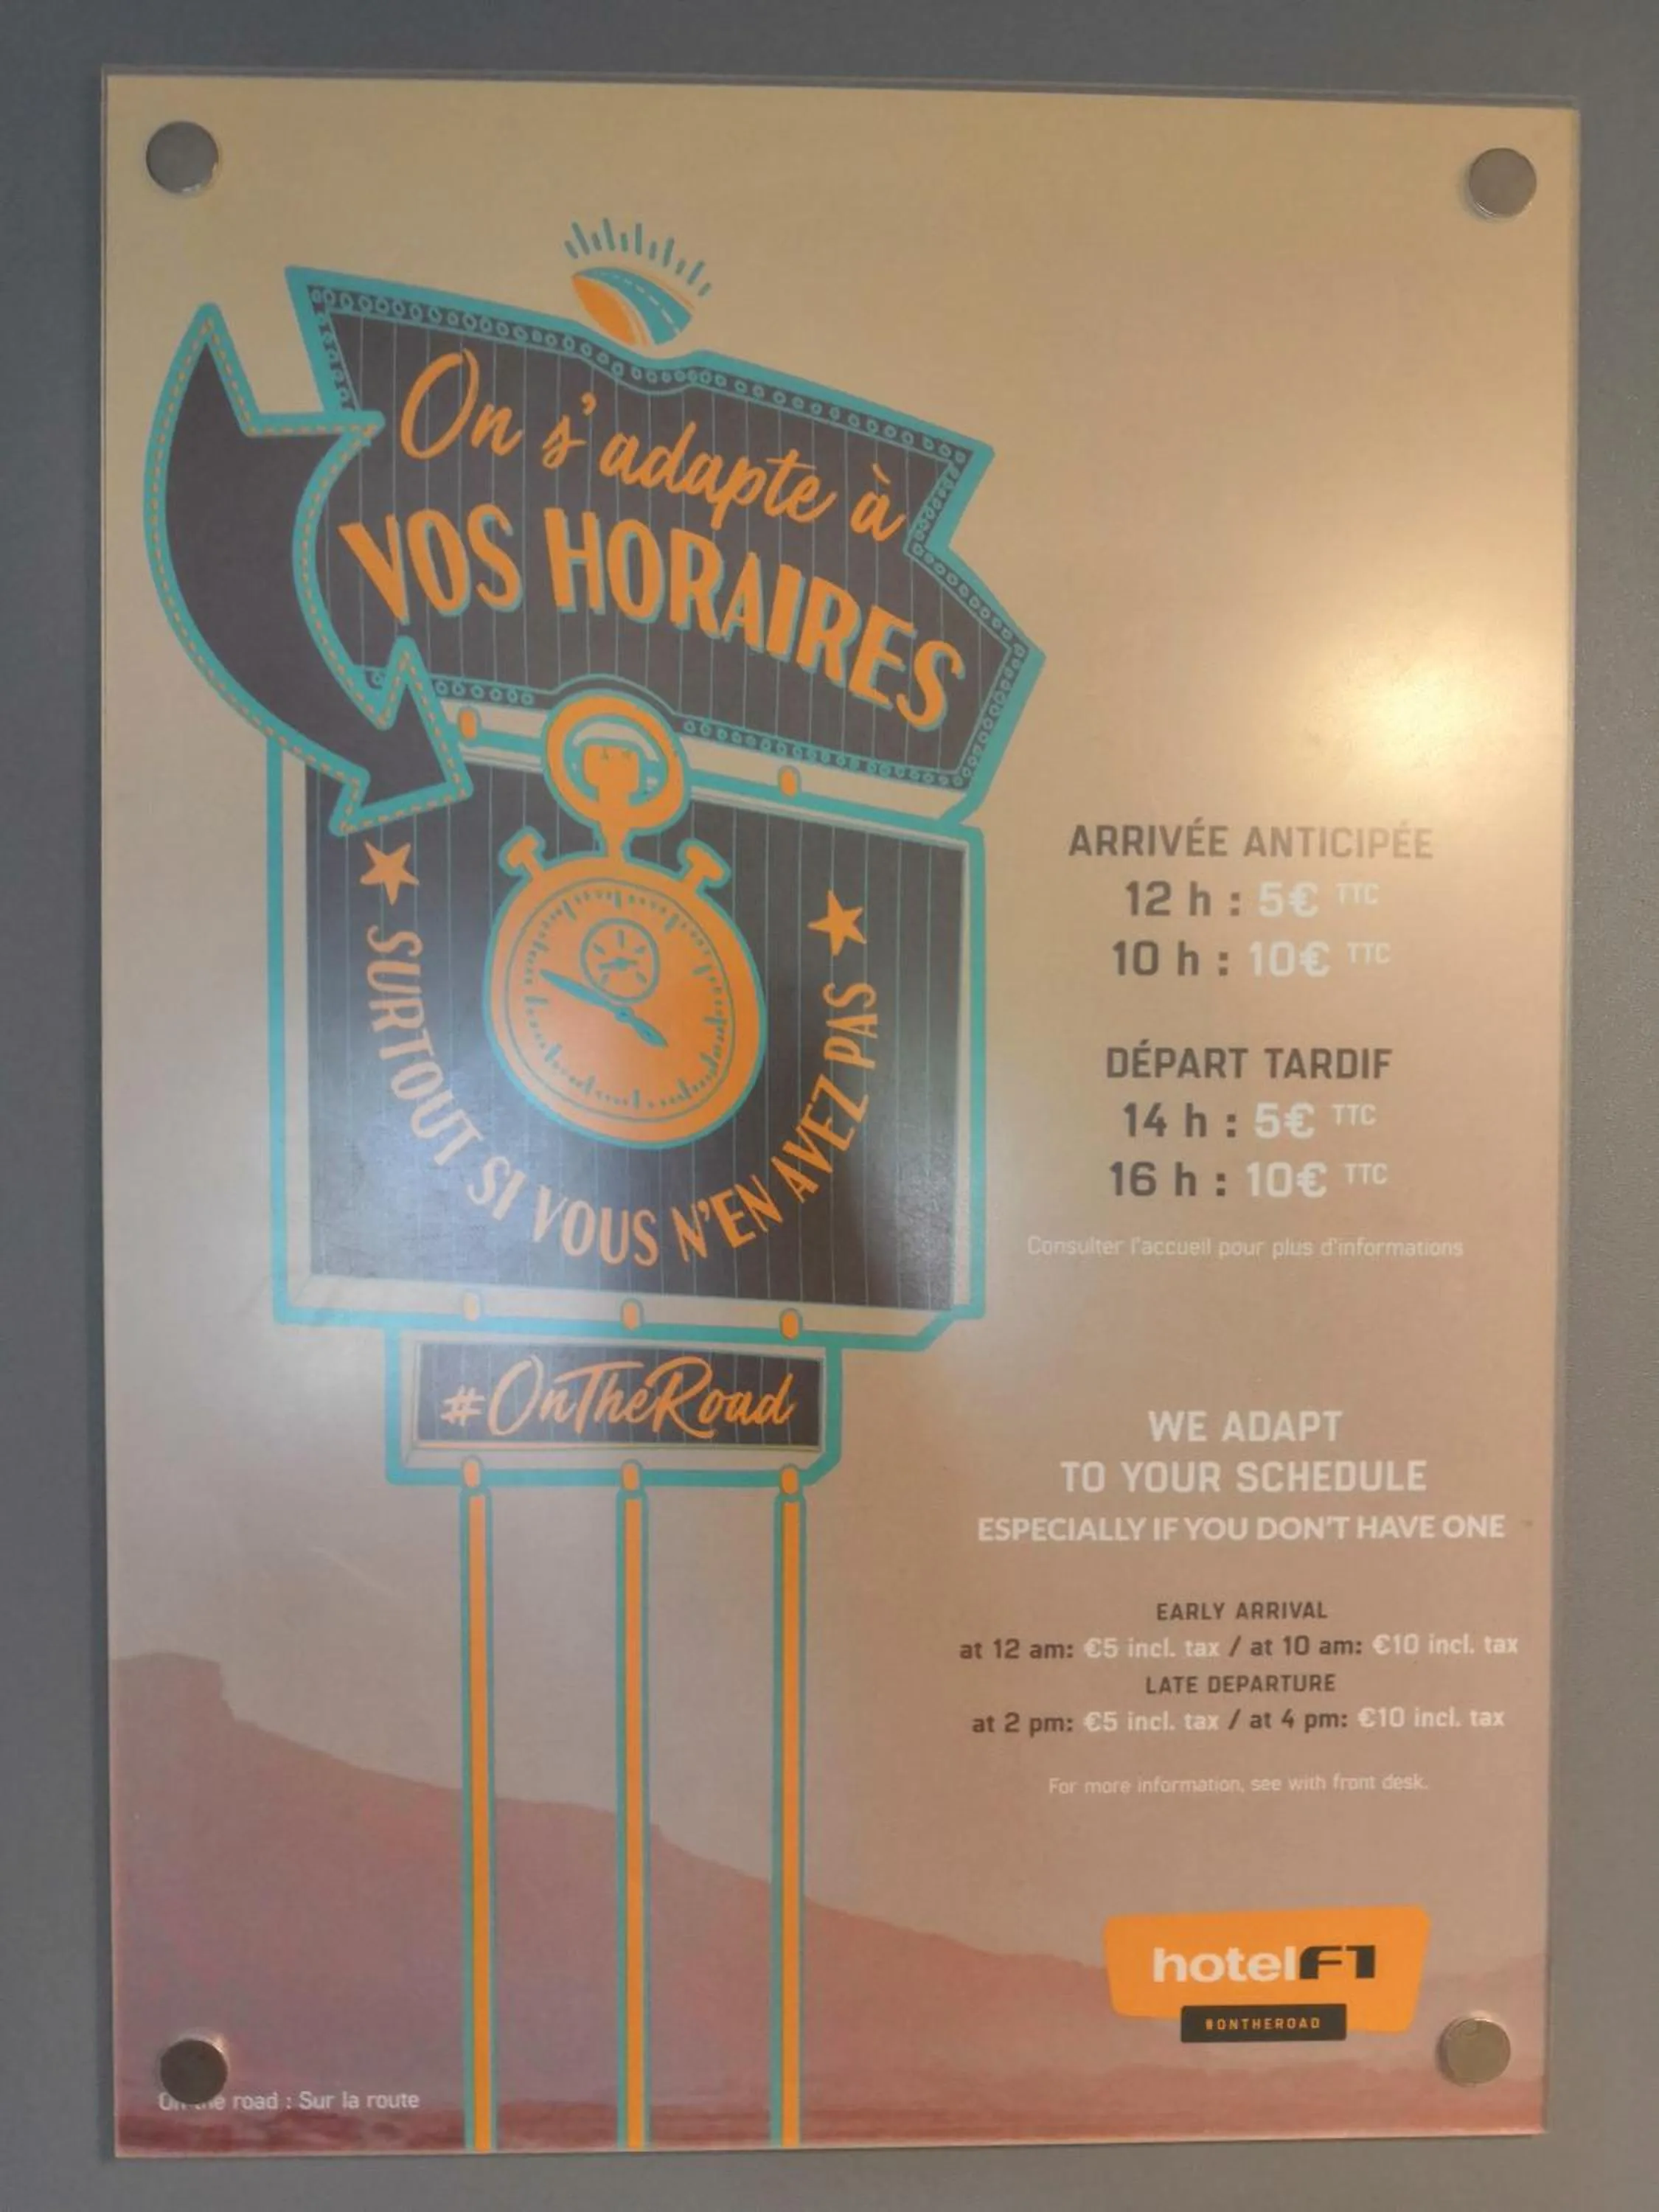 On s'adapte à
VOS HORAIRES
SURTOUT SI VOUS N'EN AVEZ PAS
#OnTheRoad
ARRIVÉE ANTICIPÉE
12 h : 5€ TTC
10 h : 10€ TTC
DÉPART TARDIF
14 h : 5€ TTC
16 h : 10€ TTC
Consulter l'accueil pour plus d'informations
WE ADAPT
TO YOUR SCHEDULE
ESPECIALLY IF YOU DON'T HAVE ONE
EARLY ARRIVAL
at 12 am: €5 incl. tax / at 10 am: €10 incl. tax
LATE DEPARTURE
at 2 pm: €5 incl. tax / at 4 pm: €10 incl. tax
For more information, see with front desk.
hotelF1
#ONTHEROAD
On the road : Sur la route